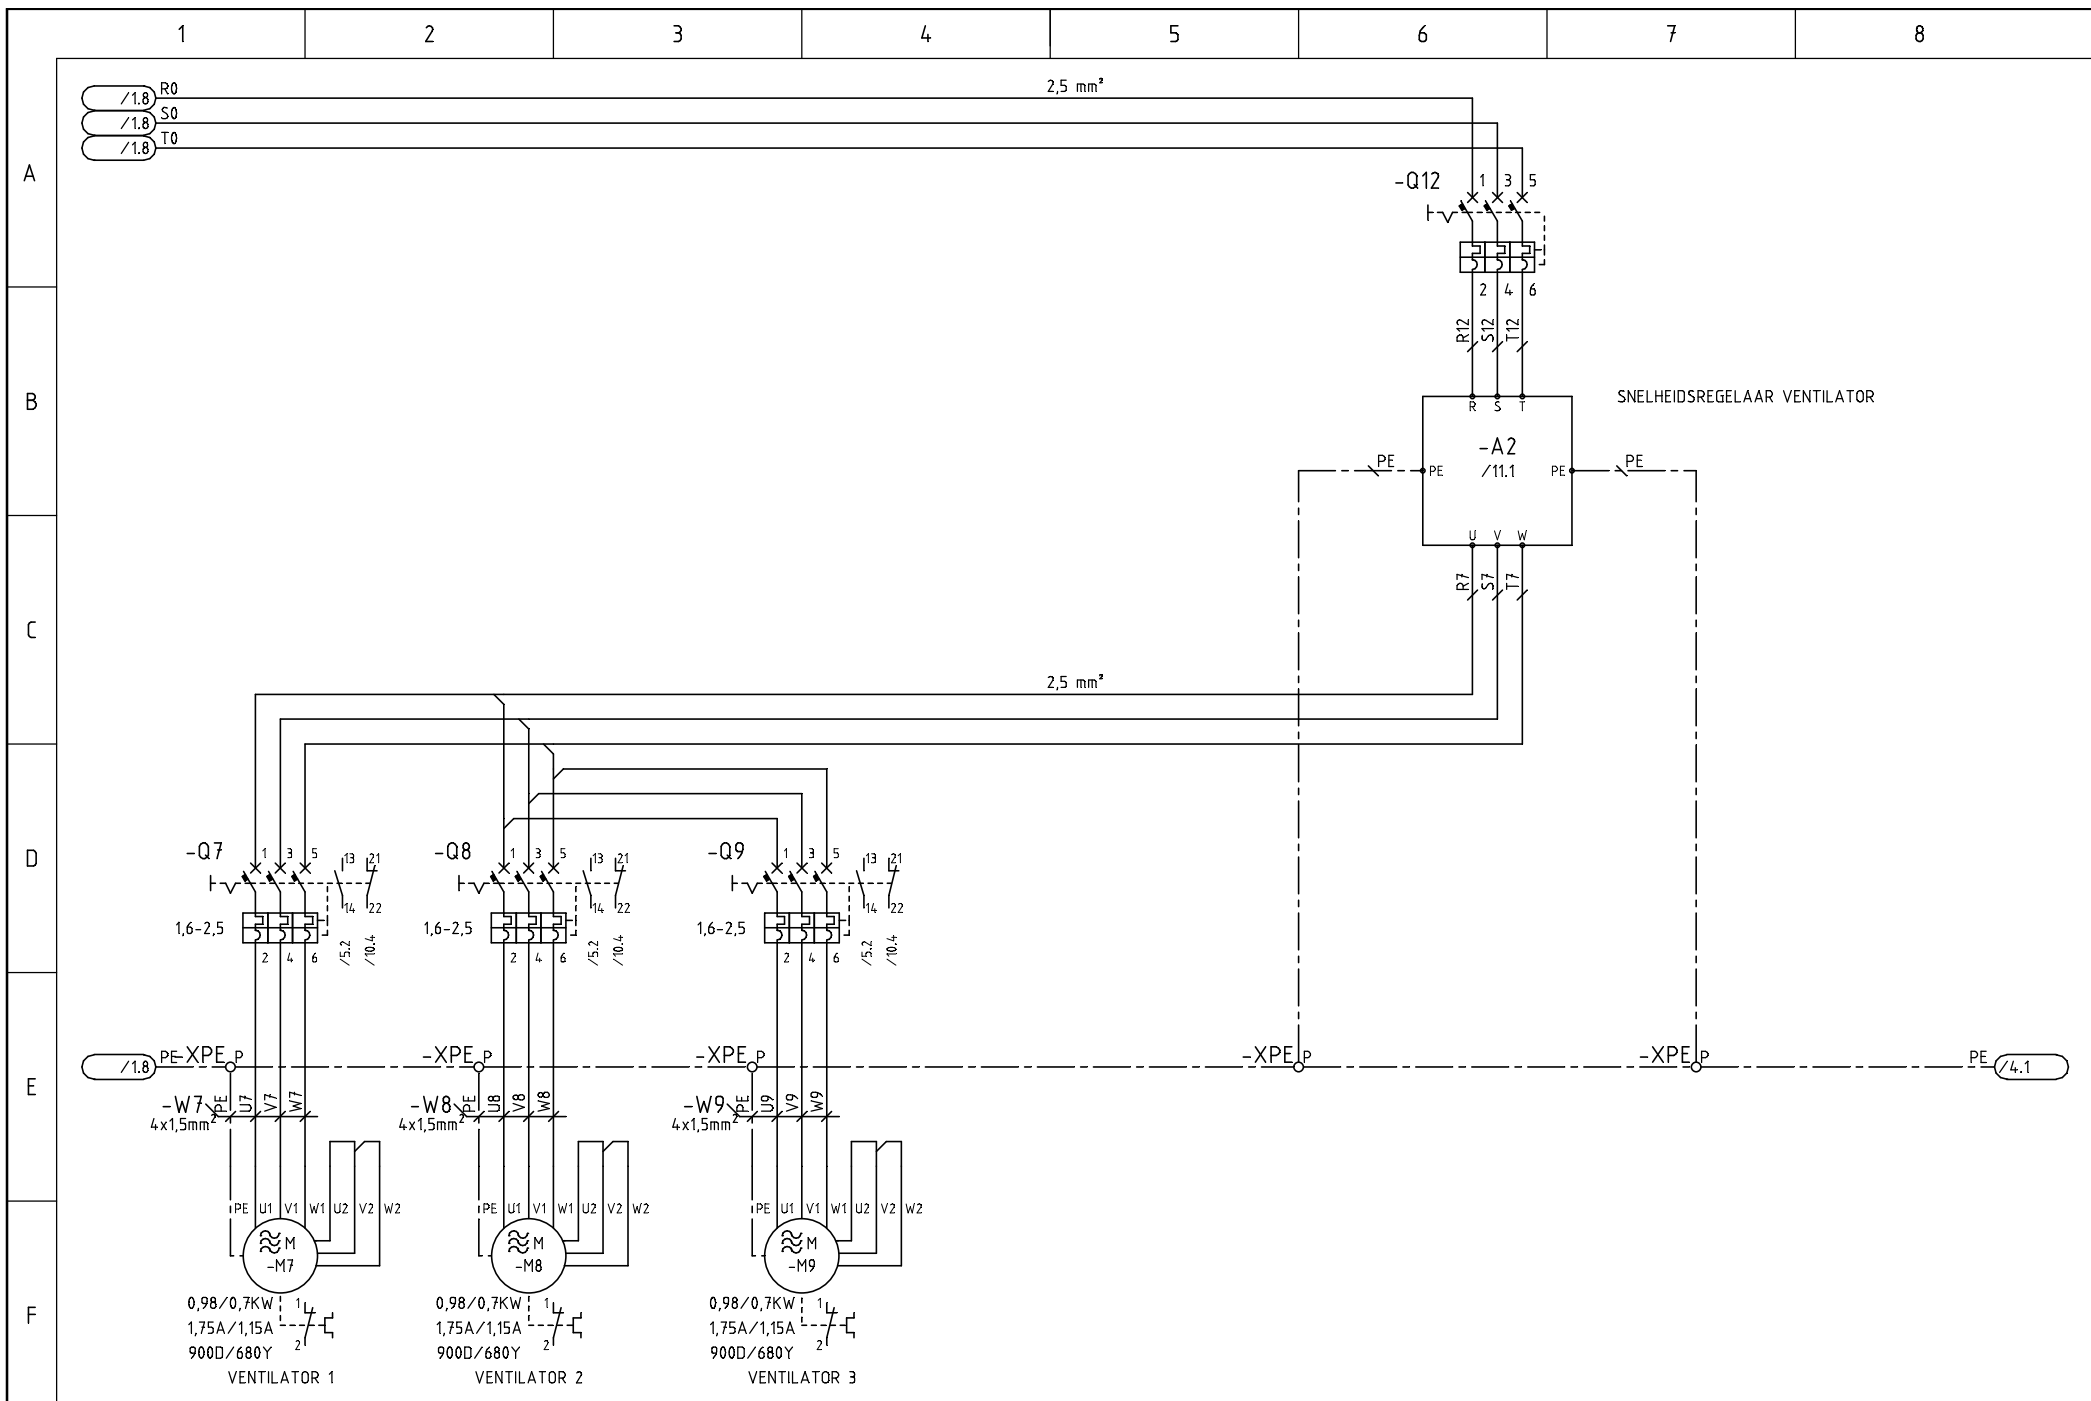 1 2 3 4 5 6 7 8
R0 2,5 mm²
/1.8
S0
/1.8
T0
/1.8
A
-Q12 1 3 5
2 4 6
R12 S12 T12
B
SNELHEIDSREGELAAR VENTILATOR
R S T
-A2
PE PE /11.1 PE PE
U V W
R7 S7 T7
C
2,5 mm²
D
-Q7 1 3 5 13 21 -Q8 1 3 5 13 21 -Q9 1 3 5 13 21
14 22 14 22 14 22
1,6-2,5 1,6-2,5 1,6-2,5
2 4 6 /5.2 /10.4 2 4 6 /5.2 /10.4 2 4 6 /5.2 /10.4
/1.8 PE -XPE P -XPE P -XPE P -XPE P -XPE P PE /4.1
E
-W7 PE U7 V7 W7 -W8 PE U8 V8 W8 -W9 PE U9 V9 W9
4x1,5mm² 4x1,5mm² 4x1,5mm²
PE U1 V1 W1 U2 V2 W2 PE U1 V1 W1 U2 V2 W2 PE U1 V1 W1 U2 V2 W2
M M M
-M7 -M8 -M9
F
0,98/0,7KW 1 0,98/0,7KW 1 0,98/0,7KW 1
1,75A/1,15A 1,75A/1,15A 1,75A/1,15A
2 2 2
900D/680Y 900D/680Y 900D/680Y
VENTILATOR 1 VENTILATOR 2 VENTILATOR 3